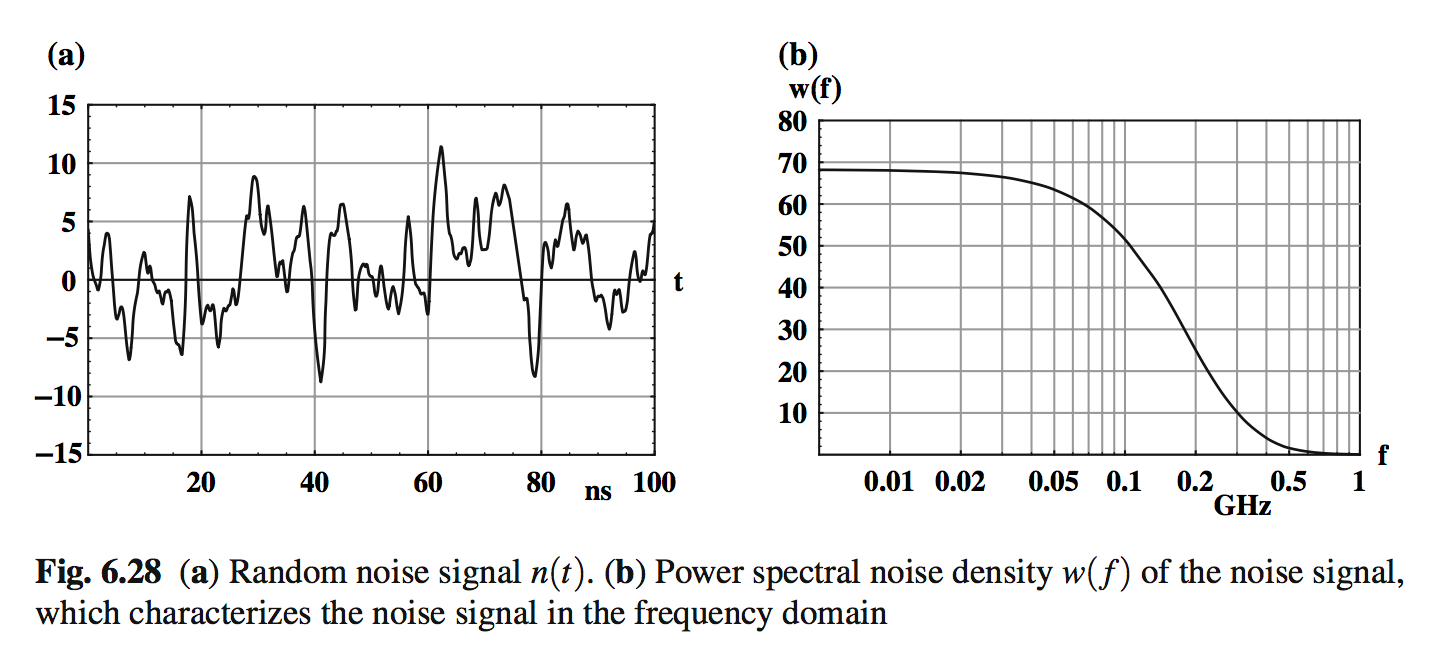 (a)
15
10
5
0
−5
−10
−15
20 40 60 80 ns 100
t
(b)
w(f)
80
70
60
50
40
30
20
10
0.01 0.02 0.05 0.1 0.2 0.5 1
GHz
f
Fig. 6.28 (a) Random noise signal n(t). (b) Power spectral noise density w(f) of the noise signal,
which characterizes the noise signal in the frequency domain